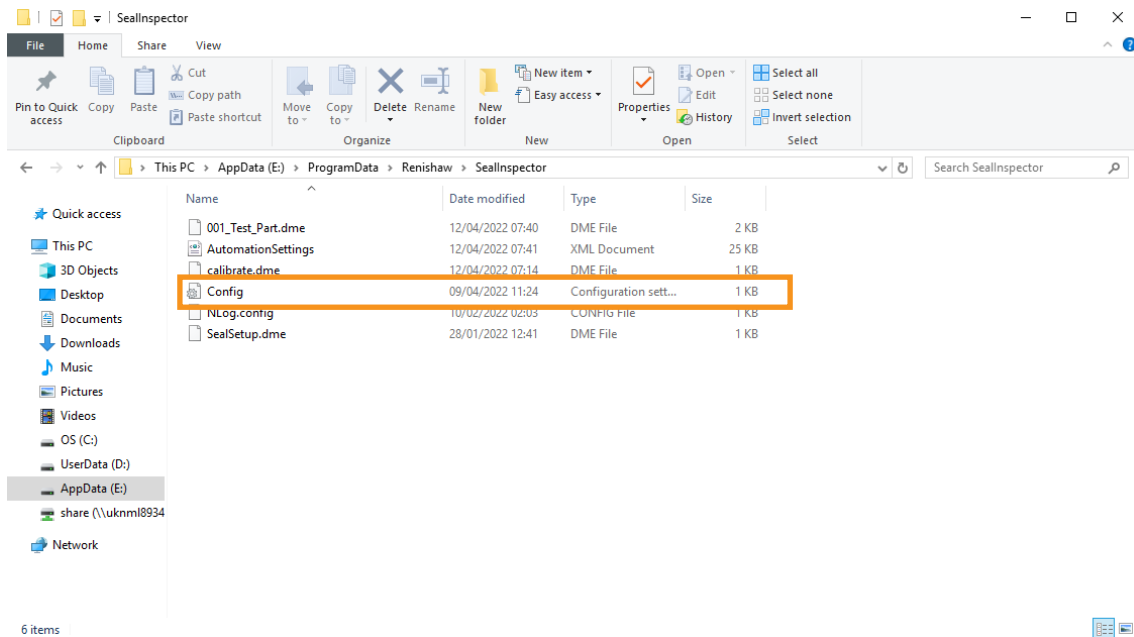 SealInspector
File Home Share View
Pin to Quick access
Copy
Paste
Cut
Copy path
Paste shortcut
Clipboard
Move to
Copy to
Delete
Rename
Organize
New folder
New item
Easy access
New
Properties
Open
Edit
History
Open
Select all
Select none
Invert selection
Select
This PC > AppData (E:) > ProgramData > Renishaw > SealInspector
Search SealInspector
Name Date modified Type Size
001_Test_Part.dme 12/04/2022 07:40 DME File 2 KB
AutomationSettings 12/04/2022 07:41 XML Document 25 KB
calibrate.dme 12/04/2022 07:14 DME File 1 KB
Config 09/04/2022 11:24 Configuration sett... 1 KB
NLog.config 10/02/2022 02:03 CONFIG File 1 KB
SealSetup.dme 28/01/2022 12:41 DME File 1 KB
Quick access
This PC
3D Objects
Desktop
Documents
Downloads
Music
Pictures
Videos
OS (C:)
UserData (D:)
AppData (E:)
share (\\uknml8934
Network
6 items